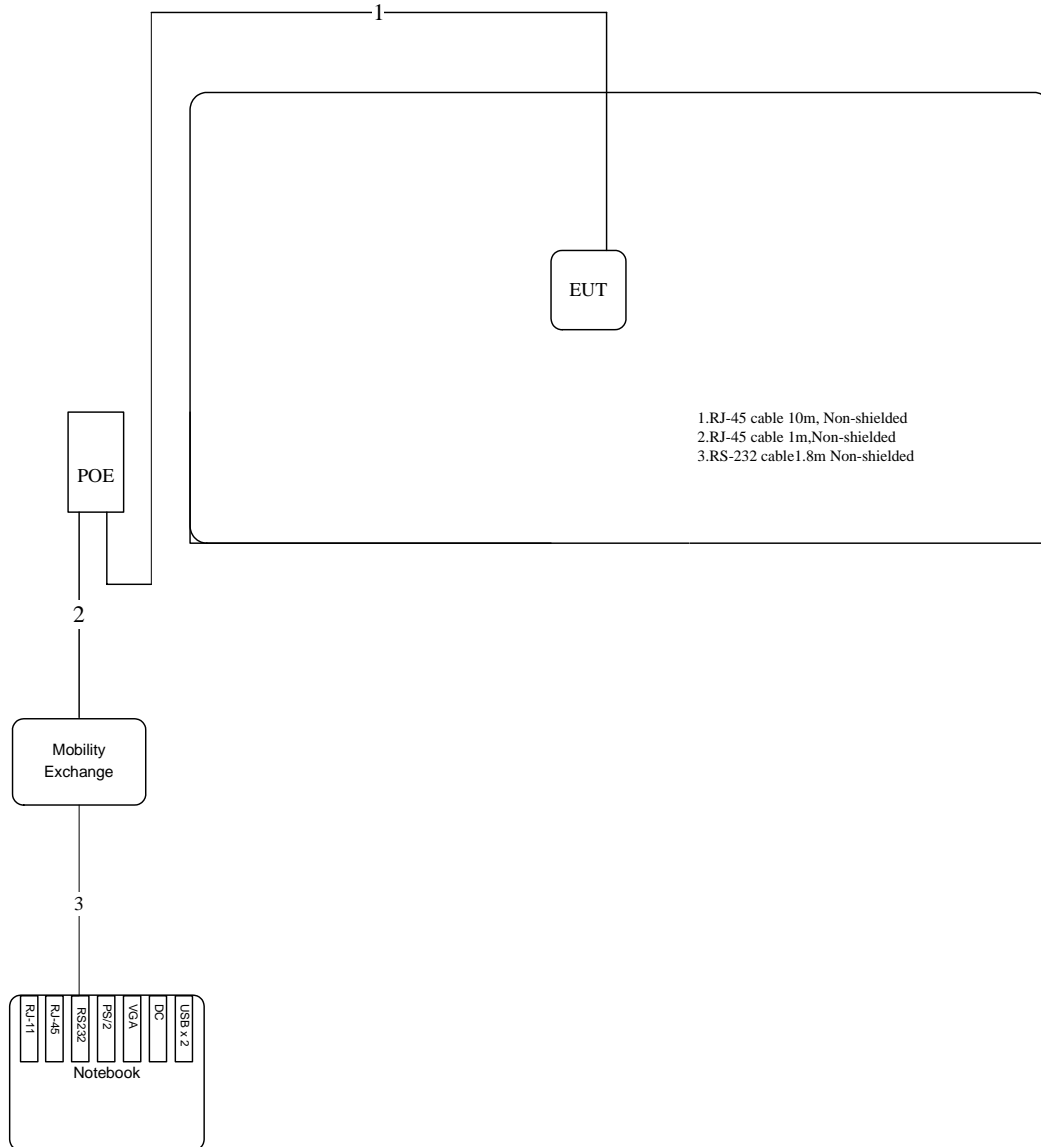 1
EUT
1.RJ-45 cable 10m, Non-shielded
2.RJ-45 cable 1m,Non-shielded
3.RS-232 cable1.8m Non-shielded
POE
2
Mobility
Exchange
3
RJ-11
RJ-45
RS232
PS/2
VGA
DC
USB x 2
Notebook